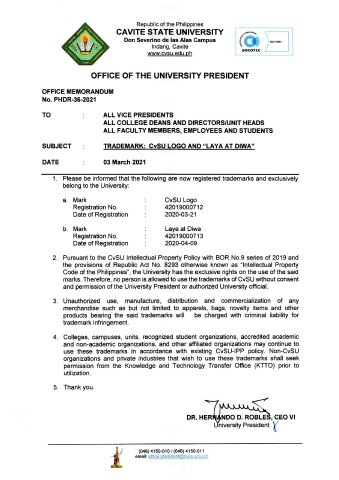 Republic of the Philippines
CAVITE STATE UNIVERSITY
Don Severino de las Alas Campus
Indang, Cavite
www.cvsu.edu.ph
SOCOTEC
OFFICE OF THE UNIVERSITY PRESIDENT
OFFICE MEMORANDUM
No. PHDR-36-2021
TO : ALL VICE PRESIDENTS
ALL COLLEGE DEANS AND DIRECTORS/UNIT HEADS
ALL FACULTY MEMBERS, EMPLOYEES AND STUDENTS
SUBJECT : TRADEMARK: CvSU LOGO AND “LAYA AT DIWA”
DATE : 03 March 2021
1. Please be informed that the following are now registered trademarks and exclusively
belong to the University:
a. Mark : CvSU Logo
Registration No. : 42019000712
Date of Registration : 2020-03-21
b. Mark : Laya at Diwa
Registration No. : 42019000713
Date of Registration : 2020-04-09
2. Pursuant to the CvSU Intellectual Property Policy with BOR No.9 series of 2019 and
the provisions of Republic Act No. 8293 otherwise known as “Intellectual Property
Code of the Philippines”, the University has the exclusive rights on the use of the said
marks. Therefore, no person is allowed to use the trademarks of CvSU without consent
and permission of the University President or authorized University official.
3. Unauthorized use, manufacture, distribution and commercialization of any
merchandise such as but not limited to apparels, bags, novelty items and other
products bearing the said trademarks will be charged with criminal liability for
trademark infringement.
4. Colleges, campuses, units, recognized student organizations, accredited academic
and non-academic organizations, and other affiliated organizations may continue to
use these trademarks in accordance with existing CvSU-IPP policy. Non-CvSU
organizations and private industries that wish to use these trademarks shall seek
permission from the Knowledge and Technology Transfer Office (KTTO) prior to
utilization.
5. Thank you.
DR. HERNANDO D. ROBLES, CEO VI
University President
(046) 4150-010 / (046) 4150-011
email: office.president@cvsu.edu.ph